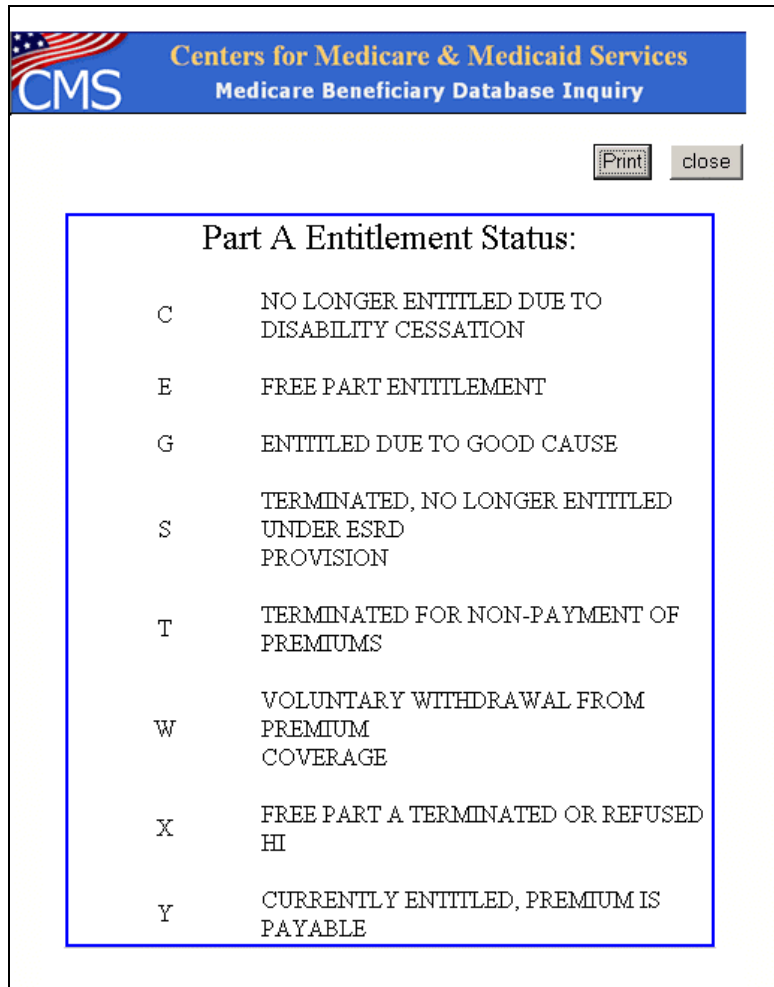 CMS
Centers for Medicare & Medicaid Services
Medicare Beneficiary Database Inquiry
Print close
Part A Entitlement Status:
C NO LONGER ENTITLED DUE TO
DISABILITY CESSATION
E FREE PART ENTITLEMENT
G ENTITLED DUE TO GOOD CAUSE
TERMINATED, NO LONGER ENTITLED
S UNDER ESRD
PROVISION
T TERMINATED FOR NON-PAYMENT OF
PREMIUMS
VOLUNTARY WITHDRAWAL FROM
W PREMIUM
COVERAGE
X FREE PART A TERMINATED OR REFUSED
HI
Y CURRENTLY ENTITLED, PREMIUM IS
PAYABLE